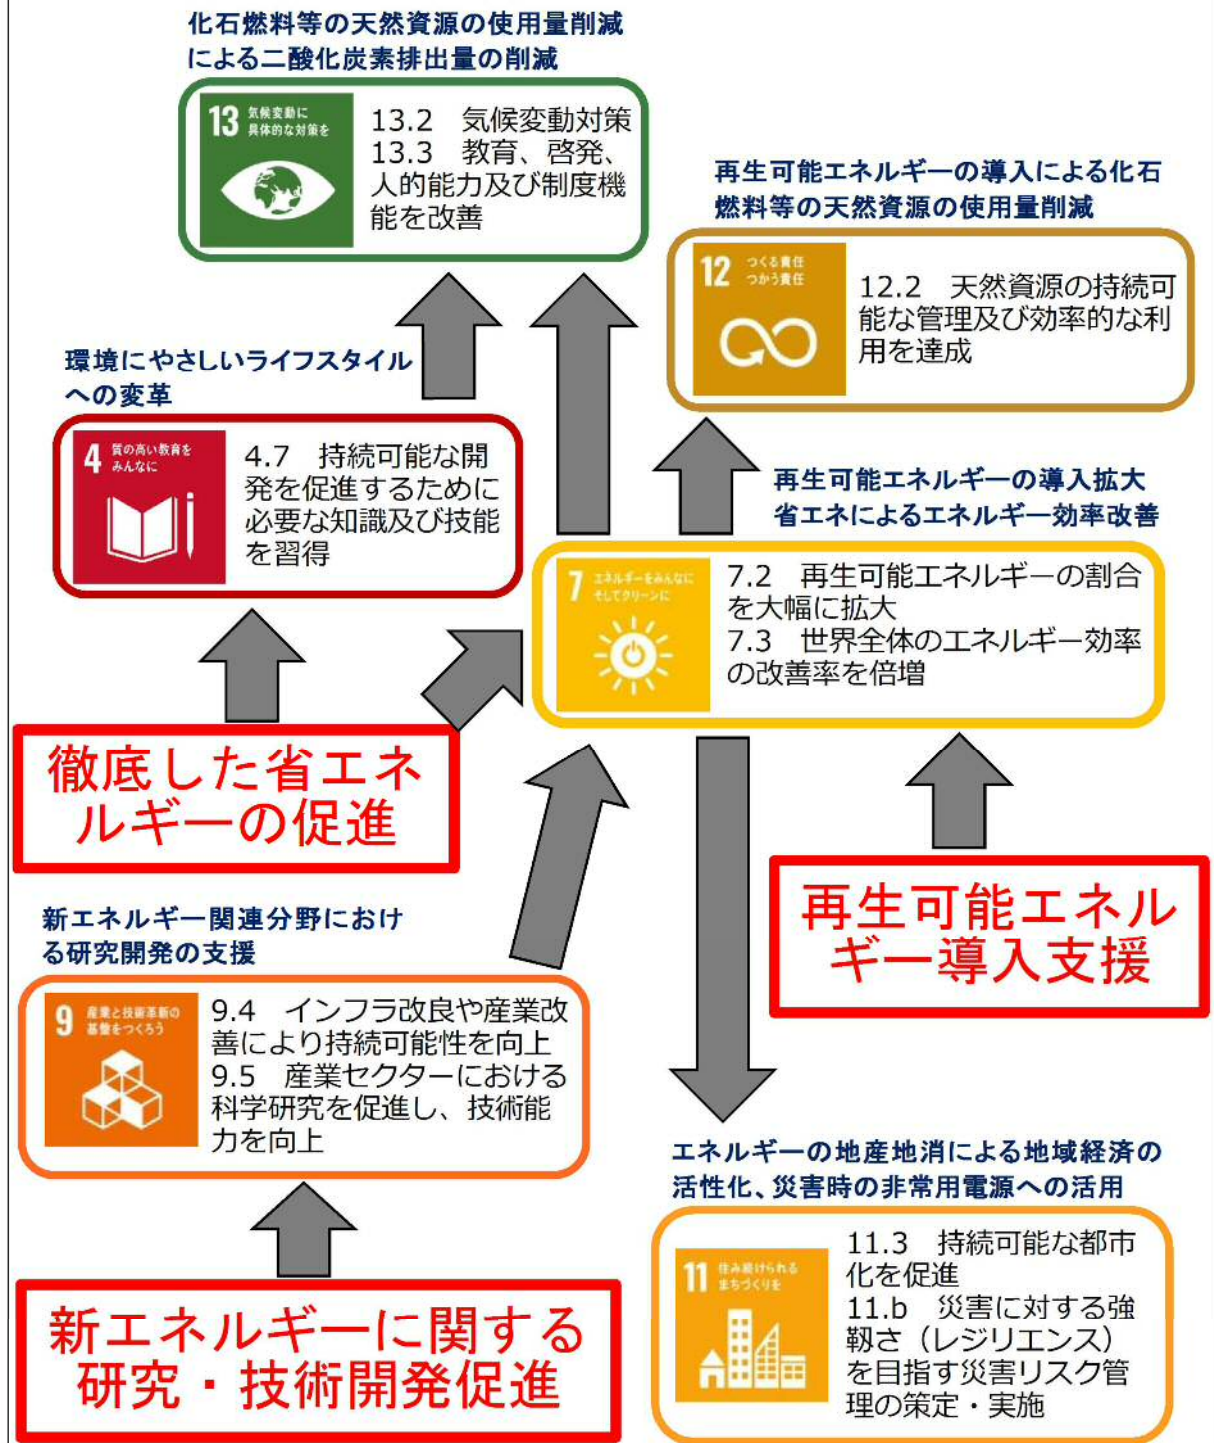 化石燃料等の天然資源の使用量削減
による二酸化炭素排出量の削減
13 気候変動に
具体的な対策を
13.2 気候変動対策
13.3 教育、啓発、
人的能力及び制度機
能を改善
再生可能エネルギーの導入による化石
燃料等の天然資源の使用量削減
12 つくる責任
つかう責任
12.2 天然資源の持続可
能な管理及び効率的な利
用を達成
環境にやさしいライフスタイル
への変革
4 質の高い教育を
みんなに
4.7 持続可能な開
発を促進するために
必要な知識及び技能
を習得
再生可能エネルギーの導入拡大
省エネによるエネルギー効率改善
7 エネルギーをみんなに
そしてクリーンに
7.2 再生可能エネルギーの割合
を大幅に拡大
7.3 世界全体のエネルギー効率
の改善率を倍増
徹底した省エネ
ルギーの促進
再生可能エネル
ギー導入支援
新エネルギー関連分野におけ
る研究開発の支援
9 産業と技術革新の
基盤をつくろう
9.4 インフラ改良や産業改
善により持続可能性を向上
9.5 産業セクターにおける
科学研究を促進し、技術能
力を向上
エネルギーの地産地消による地域経済の
活性化、災害時の非常用電源への活用
11 住み続けられる
まちづくりを
11.3 持続可能な都市
化を促進
11.b 災害に対する強
靱さ（レジリエンス）
を目指す災害リスク管
理の策定・実施
新エネルギーに関する
研究・技術開発促進